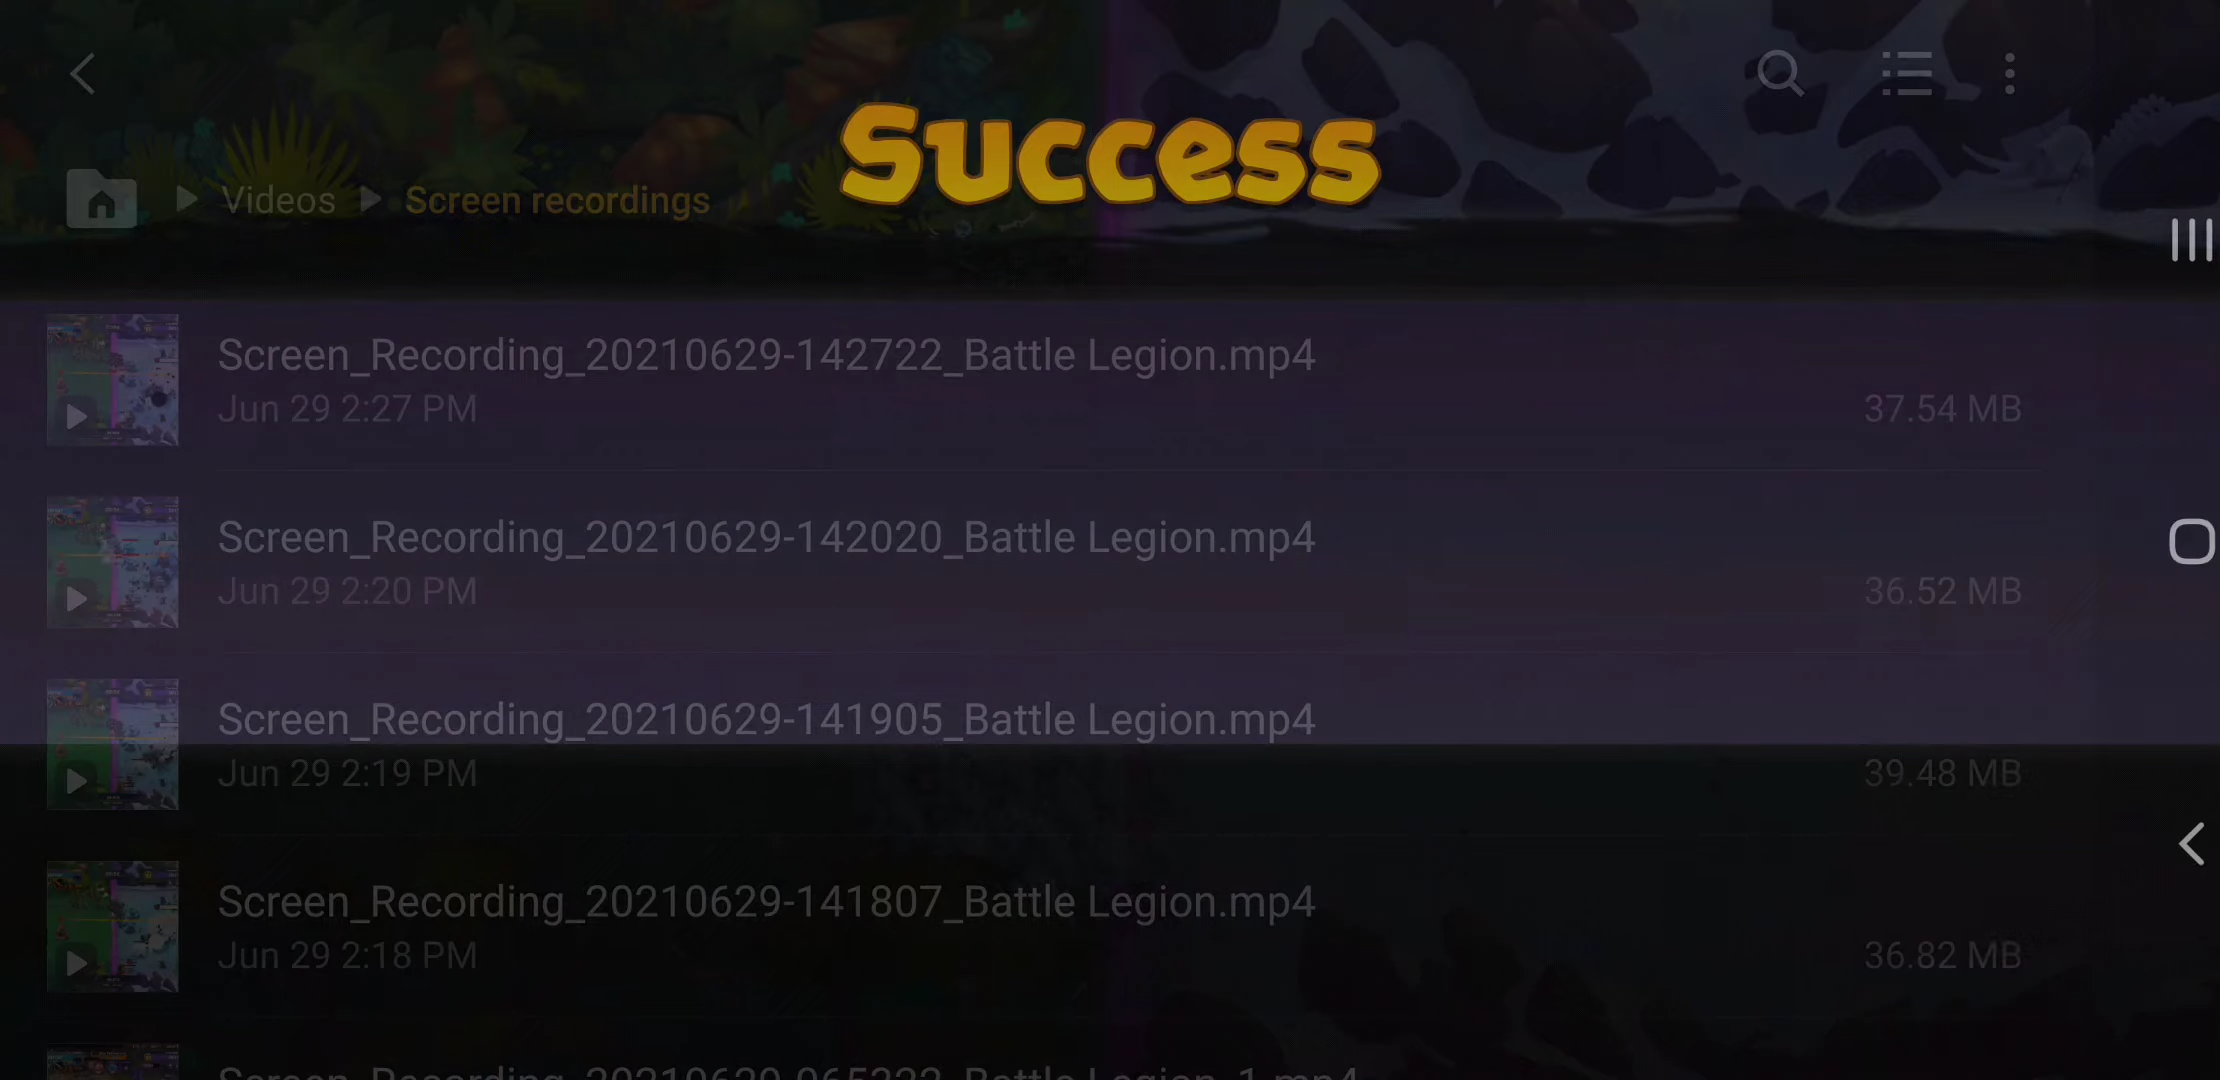 Success
Videos Screen recordings
Screen_Recording_20210629-142722_Battle Legion.mp4
Jun 29 2:27 PM 37.54 MB
Screen_Recording_20210629-142020_Battle Legion.mp4
Jun 29 2:20 PM 36.52 MB
Screen_Recording_20210629-141905_Battle Legion.mp4
Jun 29 2:19 PM 39.48 MB
Screen_Recording_20210629-141807_Battle Legion.mp4
Jun 29 2:18 PM 36.82 MB